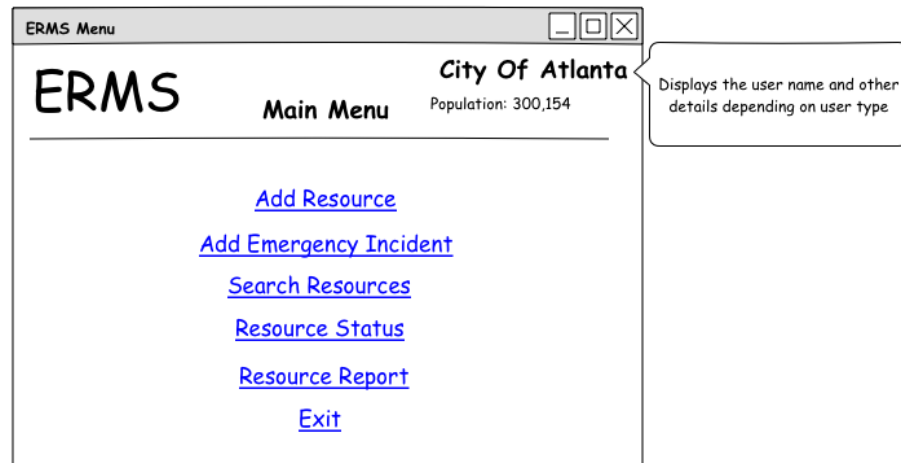 ERMS Menu
ERMS
Main Menu
City Of Atlanta
Population: 300,154
Displays the user name and other
details depending on user type
Add Resource
Add Emergency Incident
Search Resources
Resource Status
Resource Report
Exit